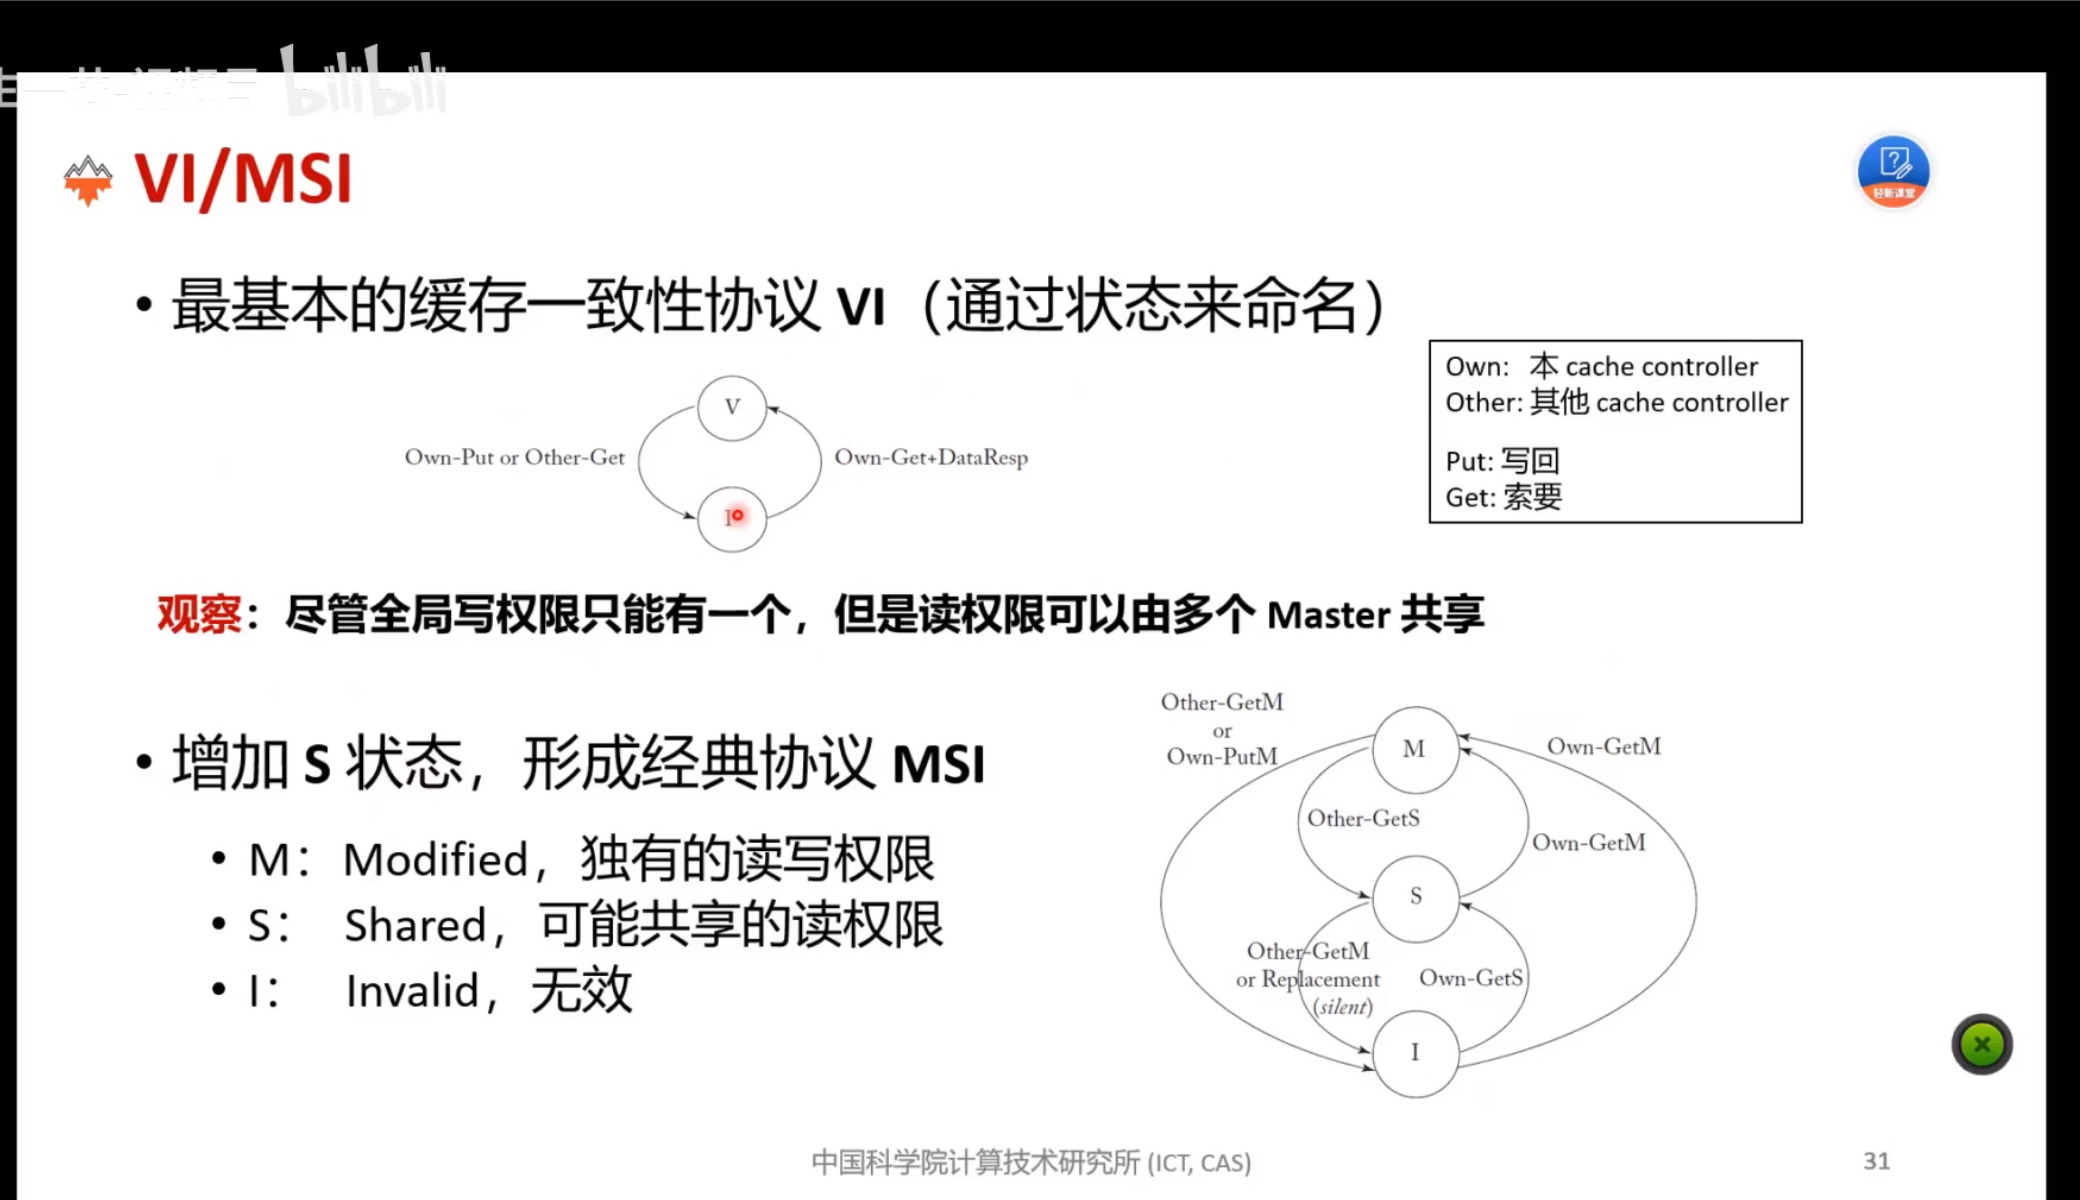 bilibili
VI/MSI
轻新课堂
• 最基本的缓存一致性协议 VI（通过状态来命名）
Own: 本 cache controller
Other: 其他 cache controller
Put: 写回
Get: 索要
V
Own-Put or Other-Get
Own-Get+DataResp
I
观察：尽管全局写权限只能有一个，但是读权限可以由多个 Master 共享
• 增加 S 状态，形成经典协议 MSI
• M： Modified，独有的读写权限
• S： Shared，可能共享的读权限
• I： Invalid，无效
Other-GetM
or
Own-PutM
M
Own-GetM
Other-GetS
Own-GetM
S
Other-GetM
or Replacement
(silent)
Own-GetS
I
中国科学院计算技术研究所 (ICT, CAS)
31